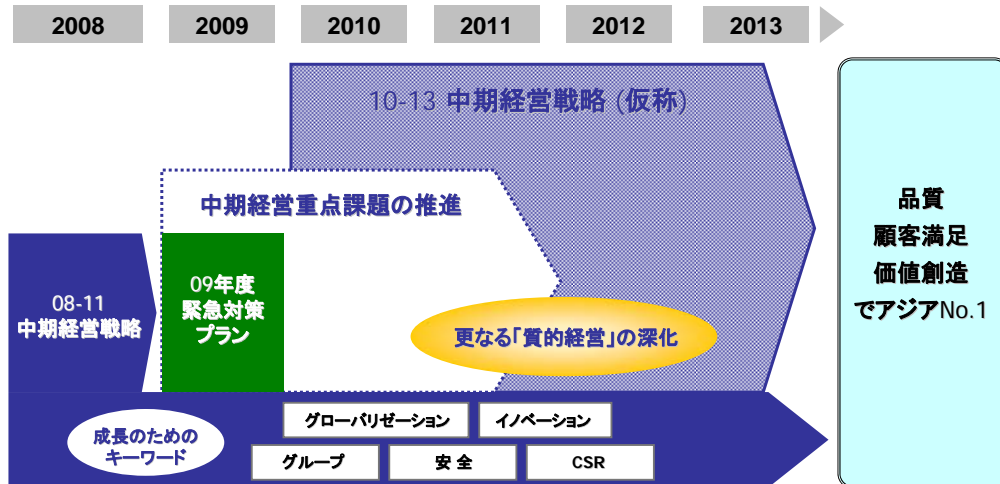 2008
2009
2010
2011
2012
2013
10-13 中期経営戦略 (仮称)
中期経営重点課題の推進
08-11
中期経営戦略
09年度
緊急対策
プラン
更なる「質的経営」の深化
品質
顧客満足
価値創造
でアジアNo.1
成長のための
キーワード
グローバリゼーション
イノベーション
グループ
安 全
CSR